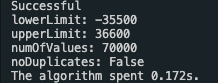 Successful
lowerLimit: -35500
upperLimit: 36600
numOfValues: 70000
noDuplicates: False
The algorithm spent 0.172s.